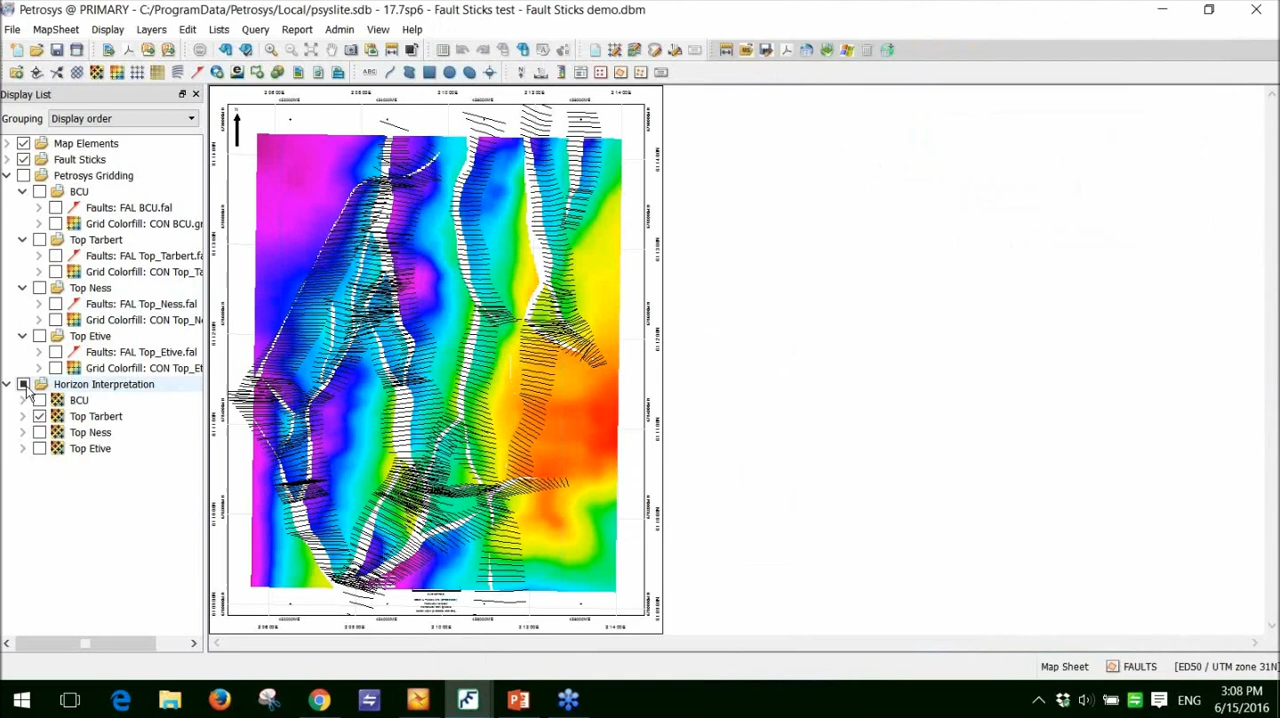 Petrosys @ PRIMARY - C:/ProgramData/Petrosys/Local/psyslite.sdb - 17.7sp6 - Fault Sticks test - Fault Sticks demo.dbm
File MapSheet Display Layers Edit Lists Query Report Admin View Help
Display List
Grouping Display order
Map Elements
Fault Sticks
Petrosys Gridding
BCU
Faults: FAL BCU.fal
Grid Colorfill: CON BCU.gr
Top Tarbert
Faults: FAL Top_Tarbert.fa
Grid Colorfill: CON Top_Ta
Top Ness
Faults: FAL Top_Ness.fal
Grid Colorfill: CON Top_Ne
Top Etive
Faults: FAL Top_Etive.fal
Grid Colorfill: CON Top_Et
Horizon Interpretation
BCU
Top Tarbert
Top Ness
Top Etive
ABC
Map Sheet FAULTS [ED50 / UTM zone 31N
ENG
3:08 PM
6/15/2016